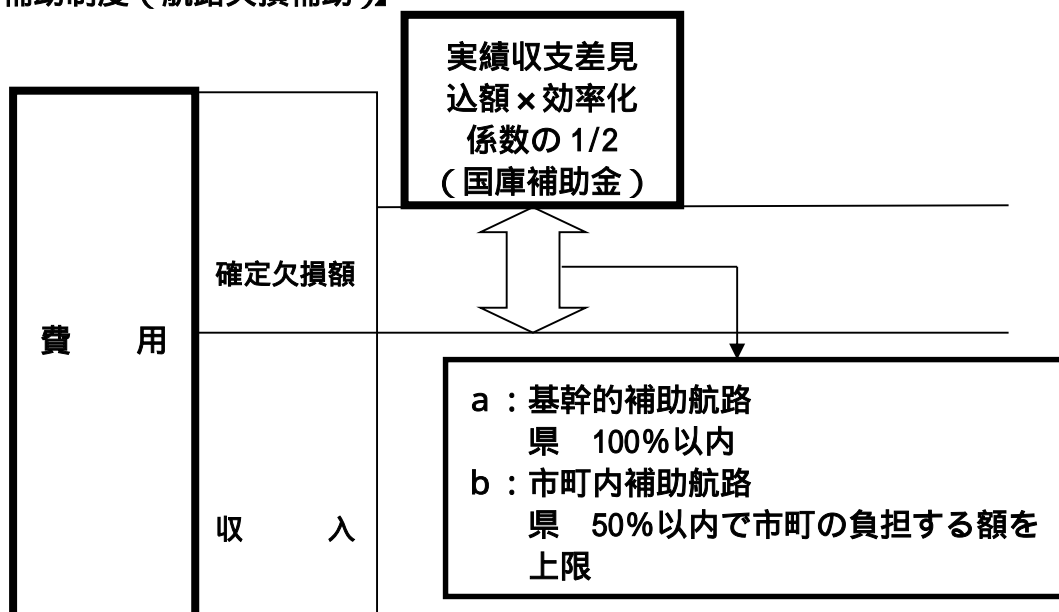 補助制度（航路欠損補助）】
実績収支差見
込額×効率化
係数の 1/2
（国庫補助金）
確定欠損額
費　用
収　入
a ：基幹的補助航路
県　100％以内
b ：市町内補助航路
県　50％以内で市町の負担する額を
上限